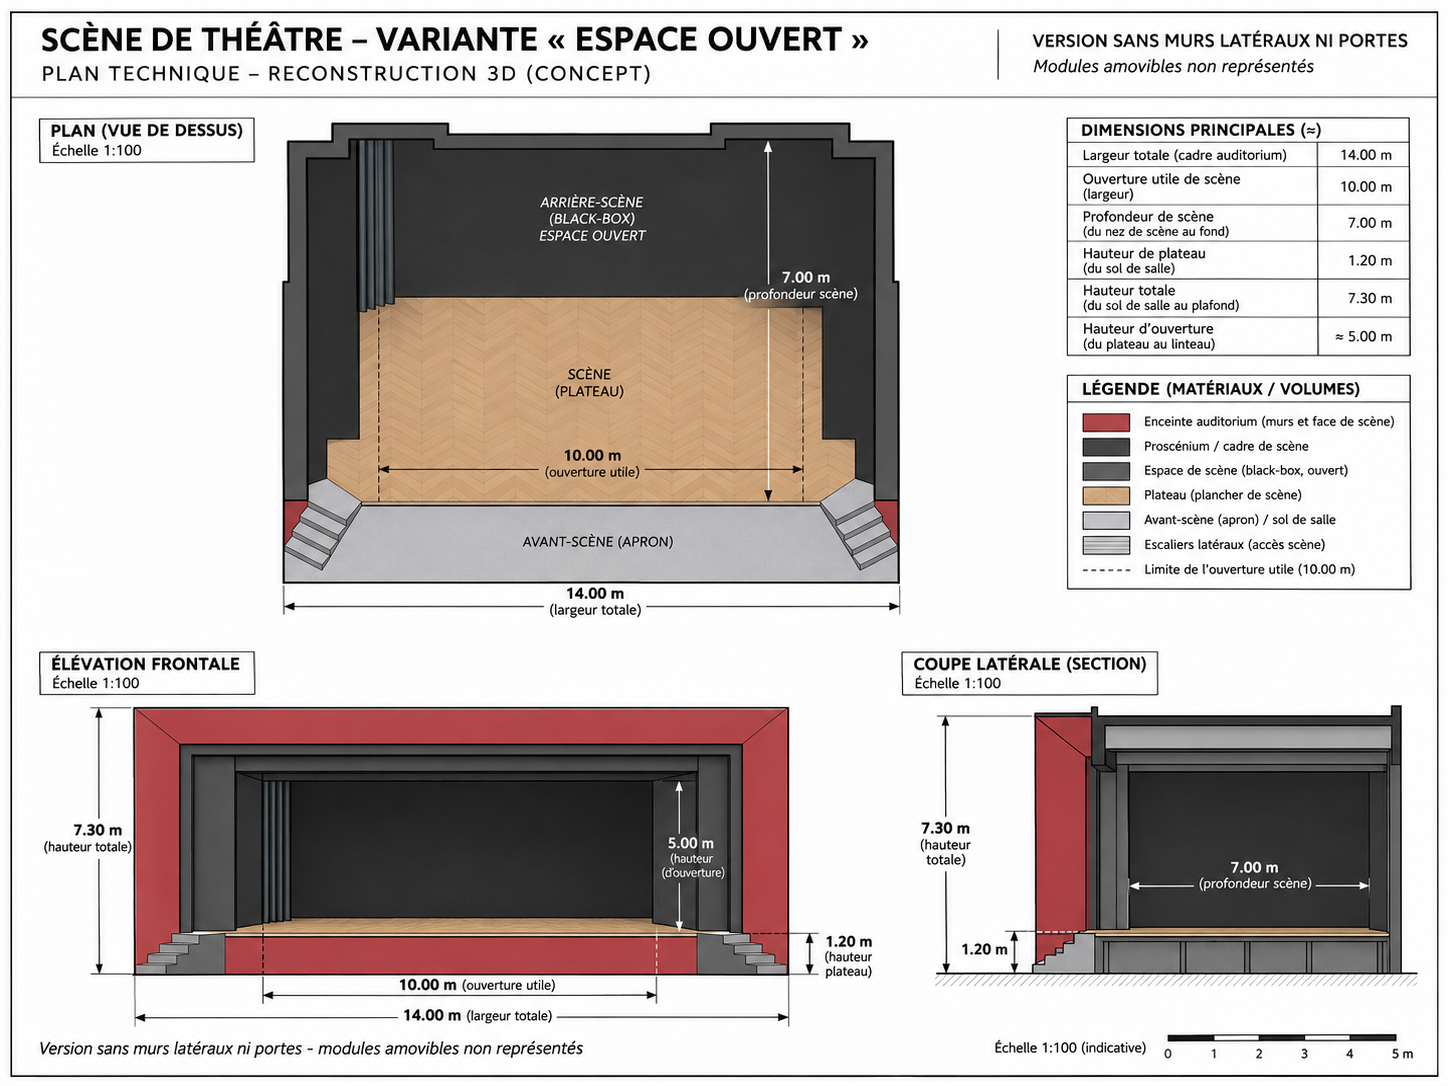 SCÈNE DE THÉÂTRE – VARIANTE « ESPACE OUVERT »
PLAN TECHNIQUE – RECONSTRUCTION 3D (CONCEPT)
VERSION SANS MURS LATÉRAUX NI PORTES
Modules amovibles non représentés
PLAN (VUE DE DESSUS)
Échelle 1:100
ARRIÈRE-SCÈNE
(BLACK-BOX)
ESPACE OUVERT
7.00 m
(profondeur scène)
SCÈNE
(PLATEAU)
10.00 m
(ouverture utile)
AVANT-SCÈNE (APRON)
14.00 m
(largeur totale)
DIMENSIONS PRINCIPALES (≈)
Largeur totale (cadre auditorium) 14.00 m
Ouverture utile de scène
(largeur) 10.00 m
Profondeur de scène
(du nez de scène au fond) 7.00 m
Hauteur de plateau
(du sol de salle) 1.20 m
Hauteur totale
(du sol de salle au plafond) 7.30 m
Hauteur d'ouverture
(du plateau au linteau) ≈ 5.00 m
LÉGENDE (MATÉRIAUX / VOLUMES)
Enceinte auditorium (murs et face de scène)
Proscénium / cadre de scène
Espace de scène (black-box, ouvert)
Plateau (plancher de scène)
Avant-scène (apron) / sol de salle
Escaliers latéraux (accès scène)
Limite de l'ouverture utile (10.00 m)
ÉLÉVATION FRONTALE
Échelle 1:100
7.30 m
(hauteur totale)
5.00 m
(hauteur
(d'ouverture)
1.20 m
(hauteur
plateau)
10.00 m (ouverture utile)
14.00 m (largeur totale)
COUPE LATÉRALE (SECTION)
Échelle 1:100
7.30 m
(hauteur
totale)
7.00 m
(profondeur scène)
1.20 m
Version sans murs latéraux ni portes - modules amovibles non représentés
Échelle 1:100 (indicative)
0 1 2 3 4 5 m